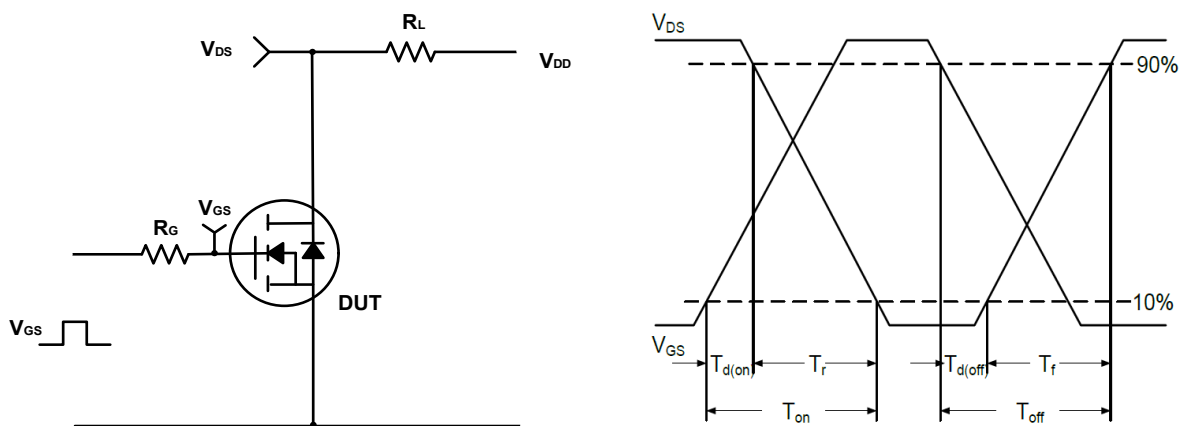 RL
VDS
VDD
VGS
RG
DUT
VGS
VDS
90%
10%
VGS
Td(on) Tr Td(off) Tf
Ton Toff